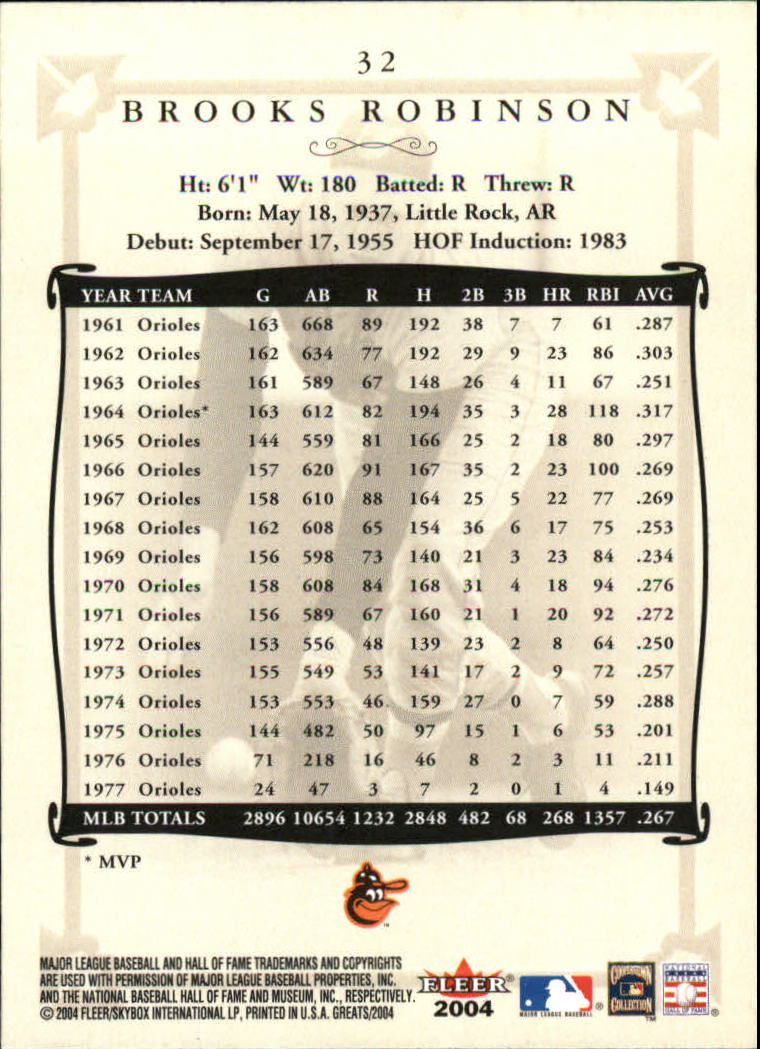 32
BROOKS ROBINSON
Ht: 6'1" Wt: 180 Batted: R Threw: R
Born: May 18, 1937, Little Rock, AR
Debut: September 17, 1955 HOF Induction: 1983
YEAR TEAM G AB R H 2B 3B HR RBI AVG
1961 Orioles 163 668 89 192 38 7 7 61 .287
1962 Orioles 162 634 77 192 29 9 23 86 .303
1963 Orioles 161 589 67 148 26 4 11 67 .251
1964 Orioles* 163 612 82 194 35 3 28 118 .317
1965 Orioles 144 559 81 166 25 2 18 80 .297
1966 Orioles 157 620 91 167 35 2 23 100 .269
1967 Orioles 158 610 88 164 25 5 22 77 .269
1968 Orioles 162 608 65 154 36 6 17 75 .253
1969 Orioles 156 598 73 140 21 3 23 84 .234
1970 Orioles 158 608 84 168 31 4 18 94 .276
1971 Orioles 156 589 67 160 21 1 20 92 .272
1972 Orioles 153 556 48 139 23 2 8 64 .250
1973 Orioles 155 549 53 141 17 2 9 72 .257
1974 Orioles 153 553 46 159 27 0 7 59 .288
1975 Orioles 144 482 50 97 15 1 6 53 .201
1976 Orioles 71 218 16 46 8 2 3 11 .211
1977 Orioles 24 47 3 7 2 0 1 4 .149
MLB TOTALS 2896 10654 1232 2848 482 68 268 1357 .267
* MVP
MAJOR LEAGUE BASEBALL AND HALL OF FAME TRADEMARKS AND COPYRIGHTS
ARE USED WITH PERMISSION OF MAJOR LEAGUE BASEBALL PROPERTIES, INC.
AND THE NATIONAL BASEBALL HALL OF FAME AND MUSEUM, INC., RESPECTIVELY.
© 2004 FLEER/SKYBOX INTERNATIONAL LP, PRINTED IN U.S.A. GREATS/2004
FLEER®
2004
MAJOR LEAGUE BASEBALL ®
COOPERSTOWN
COLLECTION
TM
NATIONAL
BASEBALL
HALL OF FAME ®